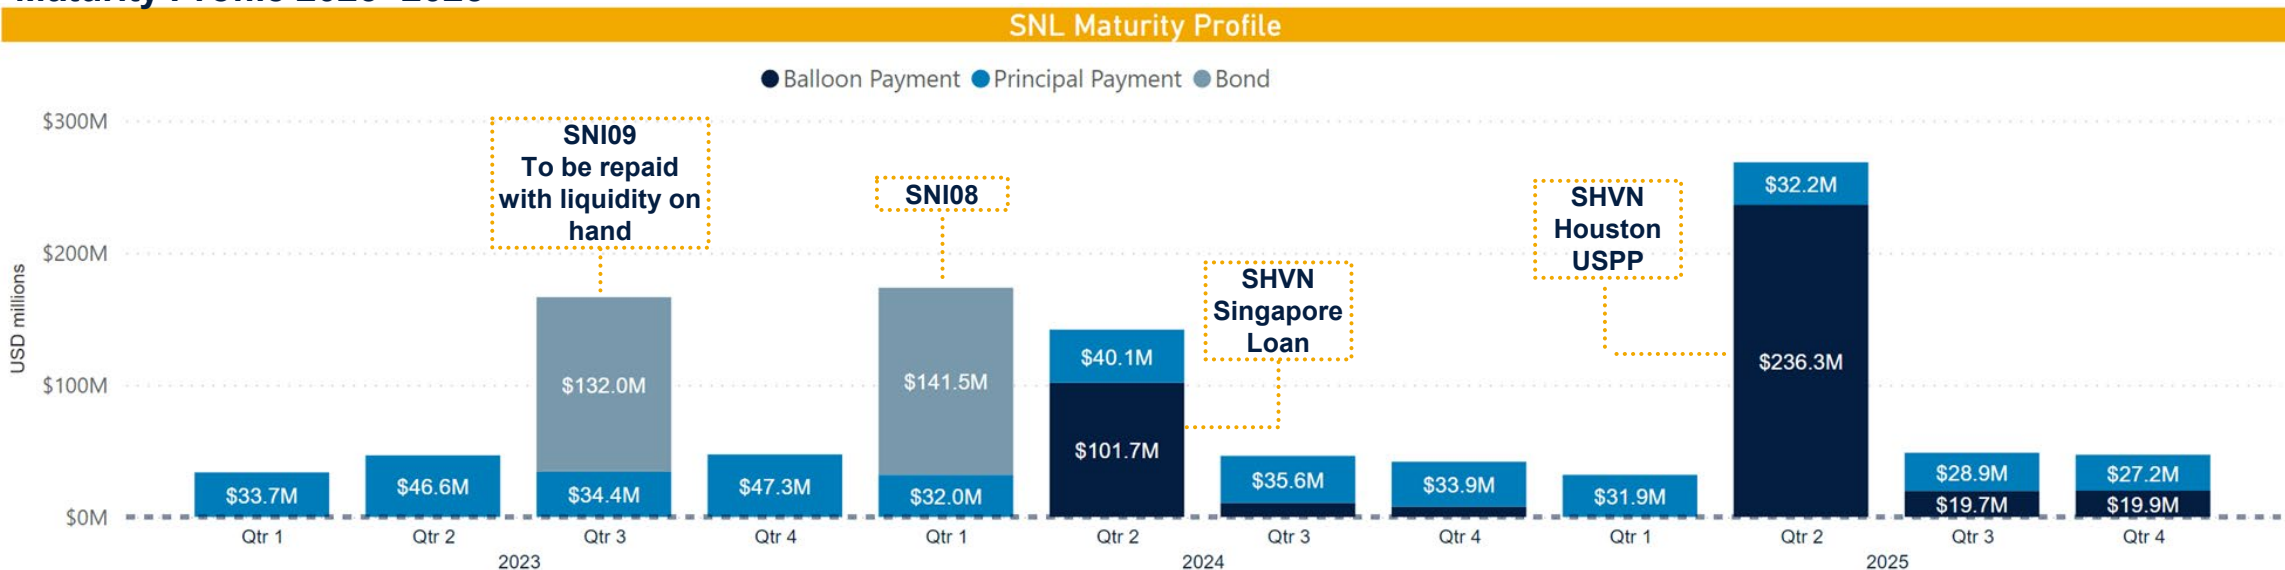 Maturity Profile 2023-2025
SNL Maturity Profile
Balloon Payment Principal Payment Bond
USD millions
$300M
$200M
$100M
$0M
SNI09
To be repaid
with liquidity on
hand
SNI08
SHVN
Singapore
Loan
SHVN
Houston
USPP
$33.7M
$46.6M
$132.0M
$34.4M
$47.3M
$141.5M
$32.0M
$40.1M
$101.7M
$35.6M
$33.9M
$31.9M
$32.2M
$236.3M
$28.9M
$19.7M
$27.2M
$19.9M
Qtr 1 Qtr 2 Qtr 3 Qtr 4 Qtr 1 Qtr 2 Qtr 3 Qtr 4 Qtr 1 Qtr 2 Qtr 3 Qtr 4
2023 2024 2025